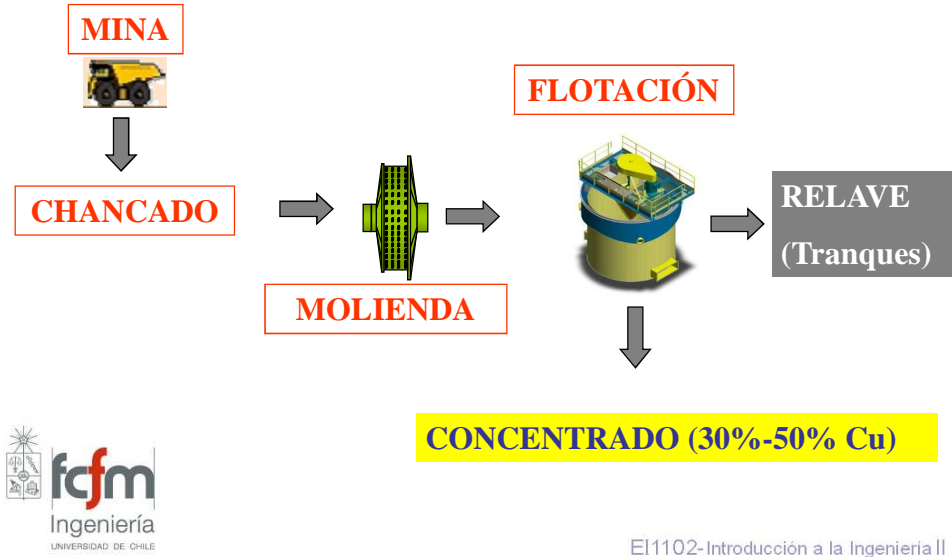 MINA
FLOTACIÓN
CHANCADO
RELAVE
(Tranques)
MOLIENDA
CONCENTRADO (30%-50% Cu)
fcfm
Ingeniería
UNIVERSIDAD DE CHILE
EI1102-Introducción a la Ingeniería II